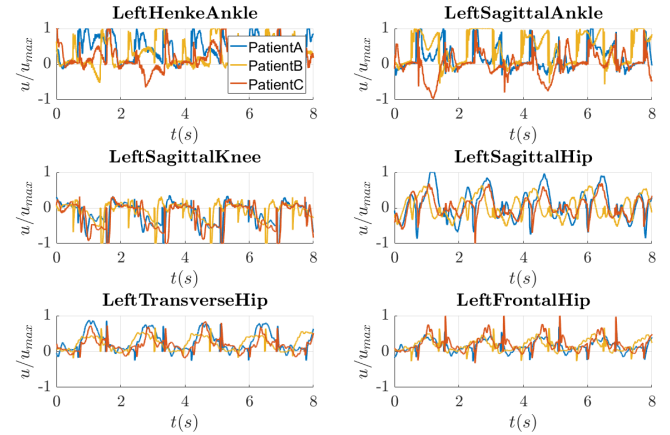 LeftHenkeAnkle
1
0
-1
u/u_max
0 2 4 6 8
t(s)
PatientA
PatientB
PatientC
LeftSagittalAnkle
1
0
-1
u/u_max
0 2 4 6 8
t(s)
LeftSagittalKnee
1
0
-1
u/u_max
0 2 4 6 8
t(s)
LeftSagittalHip
1
0
-1
u/u_max
0 2 4 6 8
t(s)
LeftTransverseHip
1
0
-1
u/u_max
0 2 4 6 8
t(s)
LeftFrontalHip
1
0
-1
u/u_max
0 2 4 6 8
t(s)